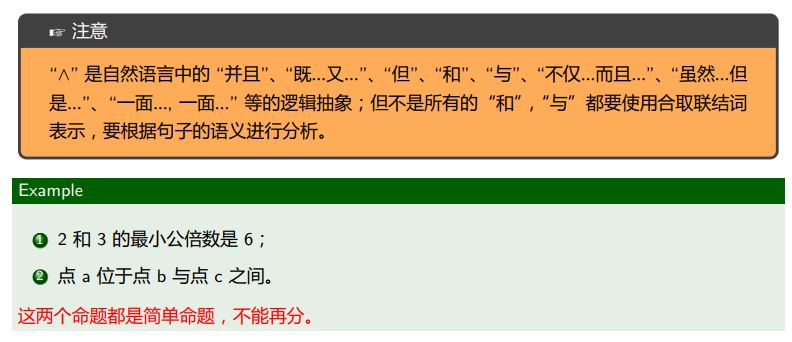 ☞ 注意
“∧” 是自然语言中的 “并且”、“既...又...”、“但”、“和”、“与”、“不仅...而且...”、“虽然...但
是...”、“一面..., 一面...” 等的逻辑抽象；但不是所有的 “和”，“与” 都要使用合取联结词
表示，要根据句子的语义进行分析。
Example
1 2 和 3 的最小公倍数是 6；
2 点 a 位于点 b 与点 c 之间。
这两个命题都是简单命题，不能再分。